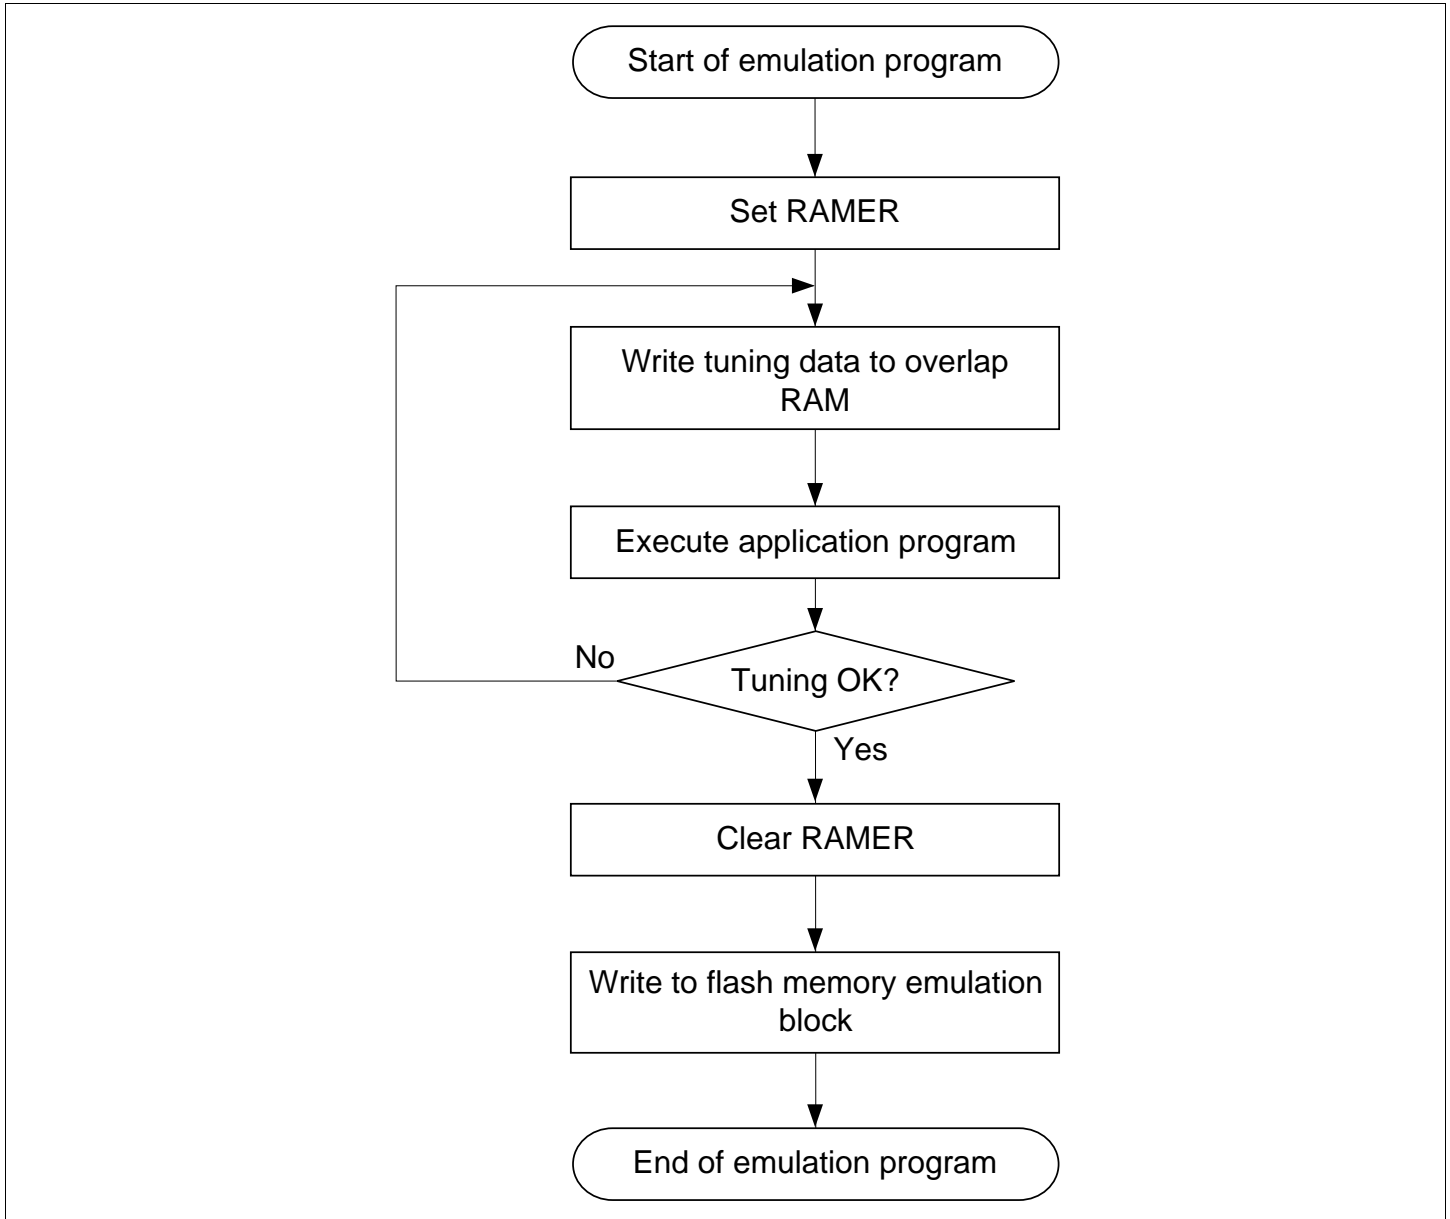 Start of emulation program
Set RAMER
Write tuning data to overlap
RAM
Execute application program
No
Tuning OK?
Yes
Clear RAMER
Write to flash memory emulation
block
End of emulation program